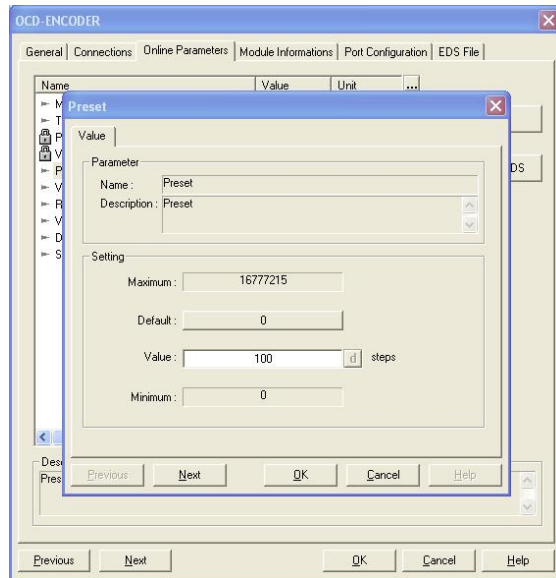 OCD-ENCODER
General Connections Online Parameters Module Informations Port Configuration EDS File
Name Value Unit ...
M
T
P
V
P
V
R
V
D
S
DS
Preset
Value
Parameter
Name : Preset
Description : Preset
Setting
Maximum : 16777215
Default : 0
Value : 100 d steps
Minimum : 0
Previous Next OK Cancel Help
Desc
Pres
Previous Next OK Cancel Help